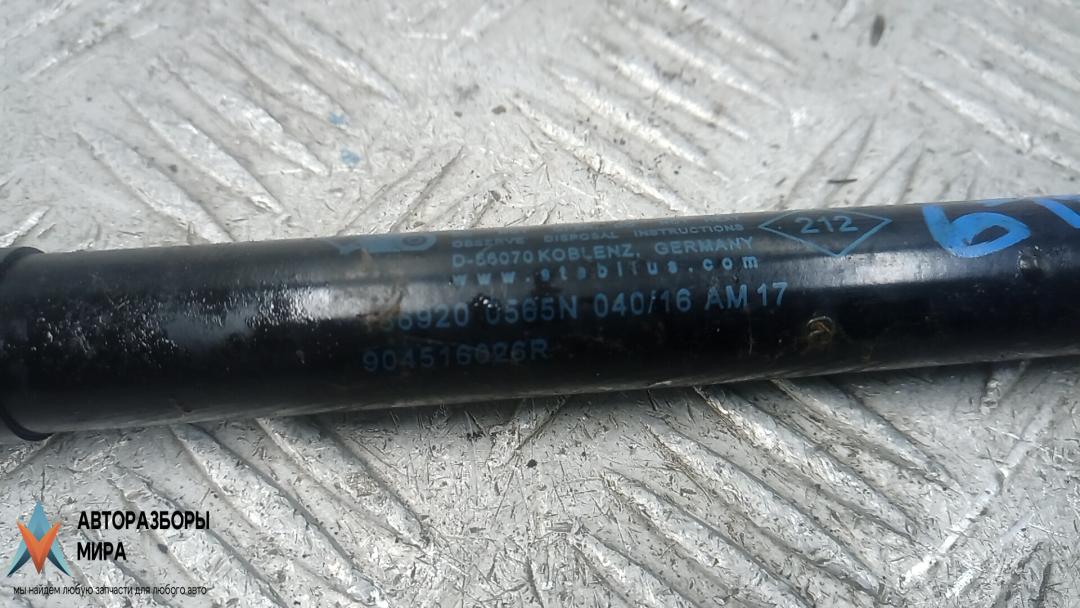 OBSERVE DISPOSAL INSTRUCTIONS
D-56070 KOBLENZ, GERMANY
www.stabilus.com
212
0565N 040/16 AM 17
904516026R
АВТОРАЗБОРЫ
МИРА
мы найдём любую запчасти для любого авто